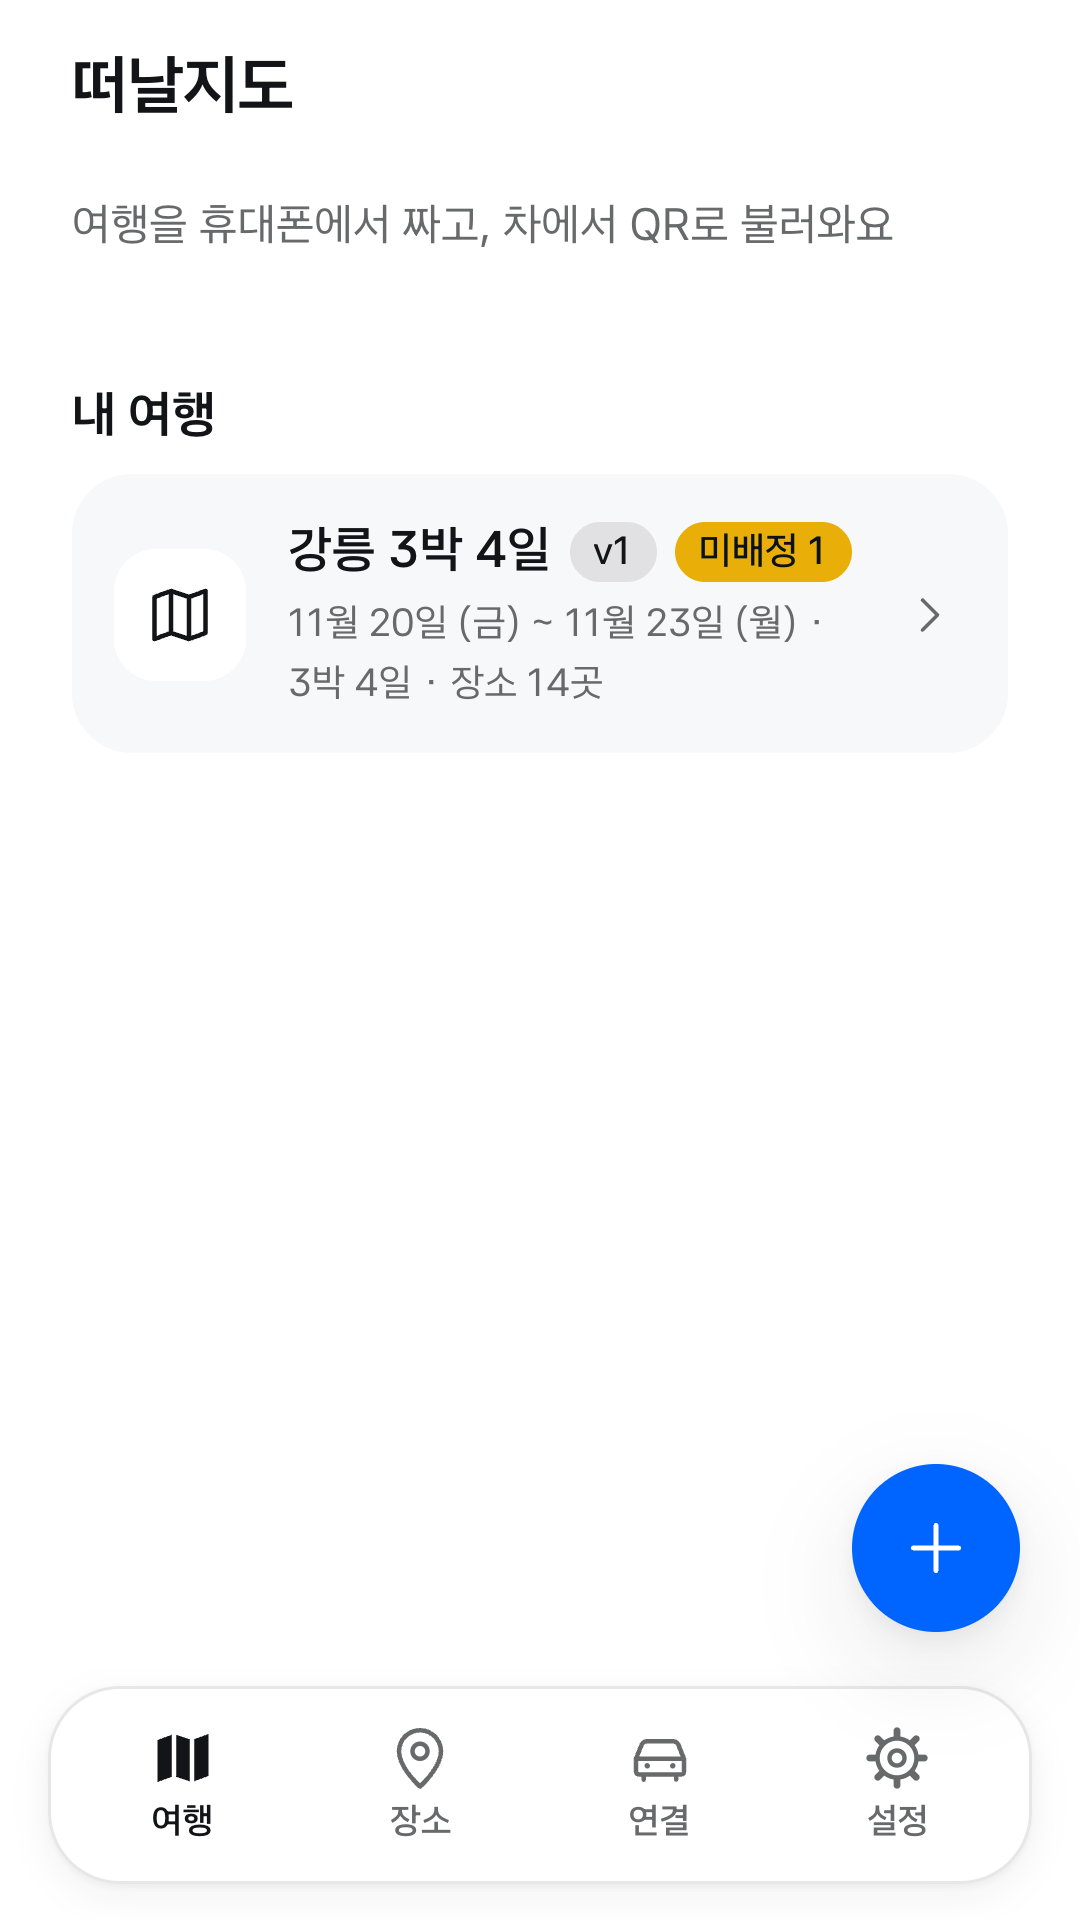 떠날지도
여행을 휴대폰에서 짜고, 차에서 QR로 불러와요
내 여행
강릉 3박 4일 v1 미배정 1
11월 20일 (금) ~ 11월 23일 (월) ·
3박 4일 · 장소 14곳
여행 장소 연결 설정